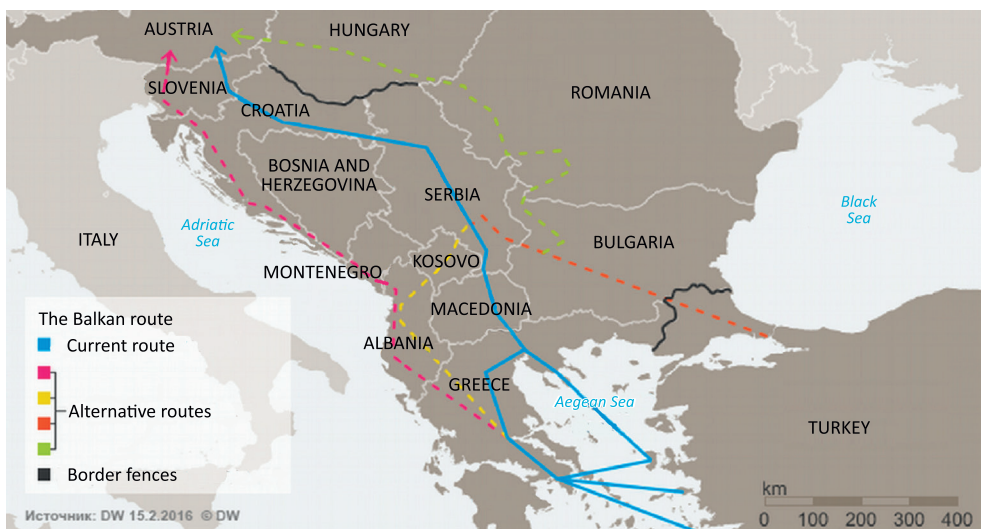 AUSTRIA
HUNGARY
SLOVENIA
CROATIA
ROMANIA
BOSNIA AND
HERZEGOVINA
SERBIA
Black
Sea
Adriatic
Sea
ITALY
BULGARIA
KOSOVO
MONTENEGRO
MACEDONIA
The Balkan route
Current route
ALBANIA
GREECE
Aegean Sea
Alternative routes
TURKEY
Border fences
km
0 100 200 300 400
Источник: DW 15.2.2016 © DW